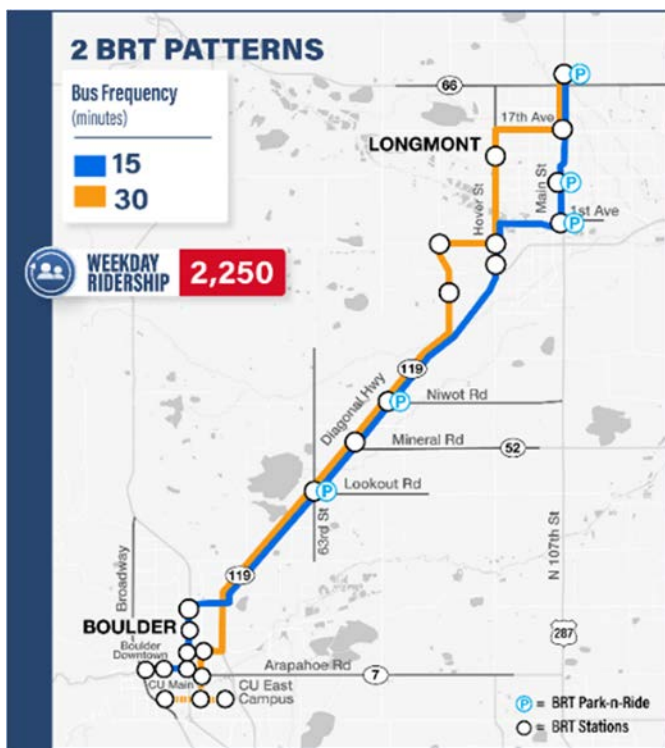 2 BRT PATTERNS
Bus Frequency
(minutes)
15
30
WEEKDAY
RIDERSHIP
2,250
66
17th Ave
LONGMONT
Hover St
Main St
1st Ave
119
Diagonal Hwy
Niwot Rd
Mineral Rd
52
Lookout Rd
63rd St
N 107th St
119
Broadway
BOULDER
Boulder
Downtown
Arapahoe Rd
7
287
CU Main
CU East
Campus
P
P
P
P
P
P = BRT Park-n-Ride
= BRT Stations